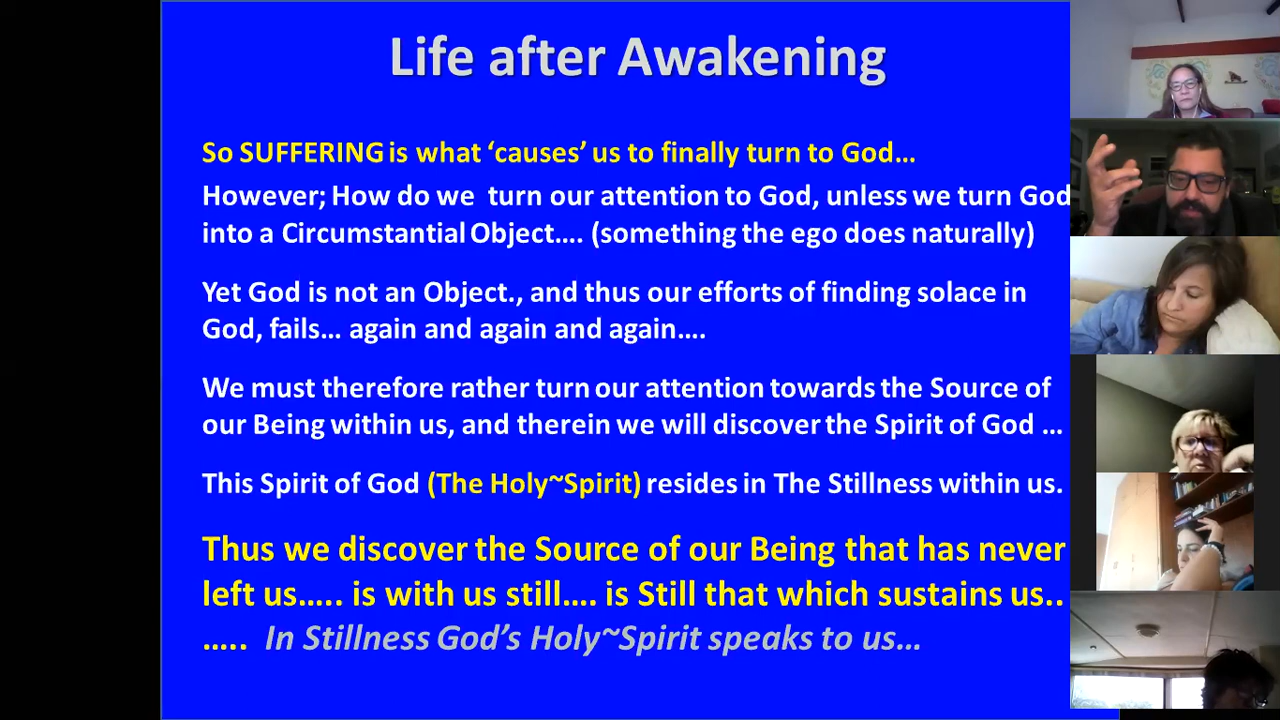 Life after Awakening
So SUFFERING is what ‘causes’ us to finally turn to God…
However; How do we turn our attention to God, unless we turn God
into a Circumstantial Object…. (something the ego does naturally)
Yet God is not an Object., and thus our efforts of finding solace in
God, fails… again and again and again….
We must therefore rather turn our attention towards the Source of
our Being within us, and therein we will discover the Spirit of God …
This Spirit of God (The Holy~Spirit) resides in The Stillness within us.
Thus we discover the Source of our Being that has never
left us….. is with us still…. is Still that which sustains us..
….. In Stillness God’s Holy~Spirit speaks to us…